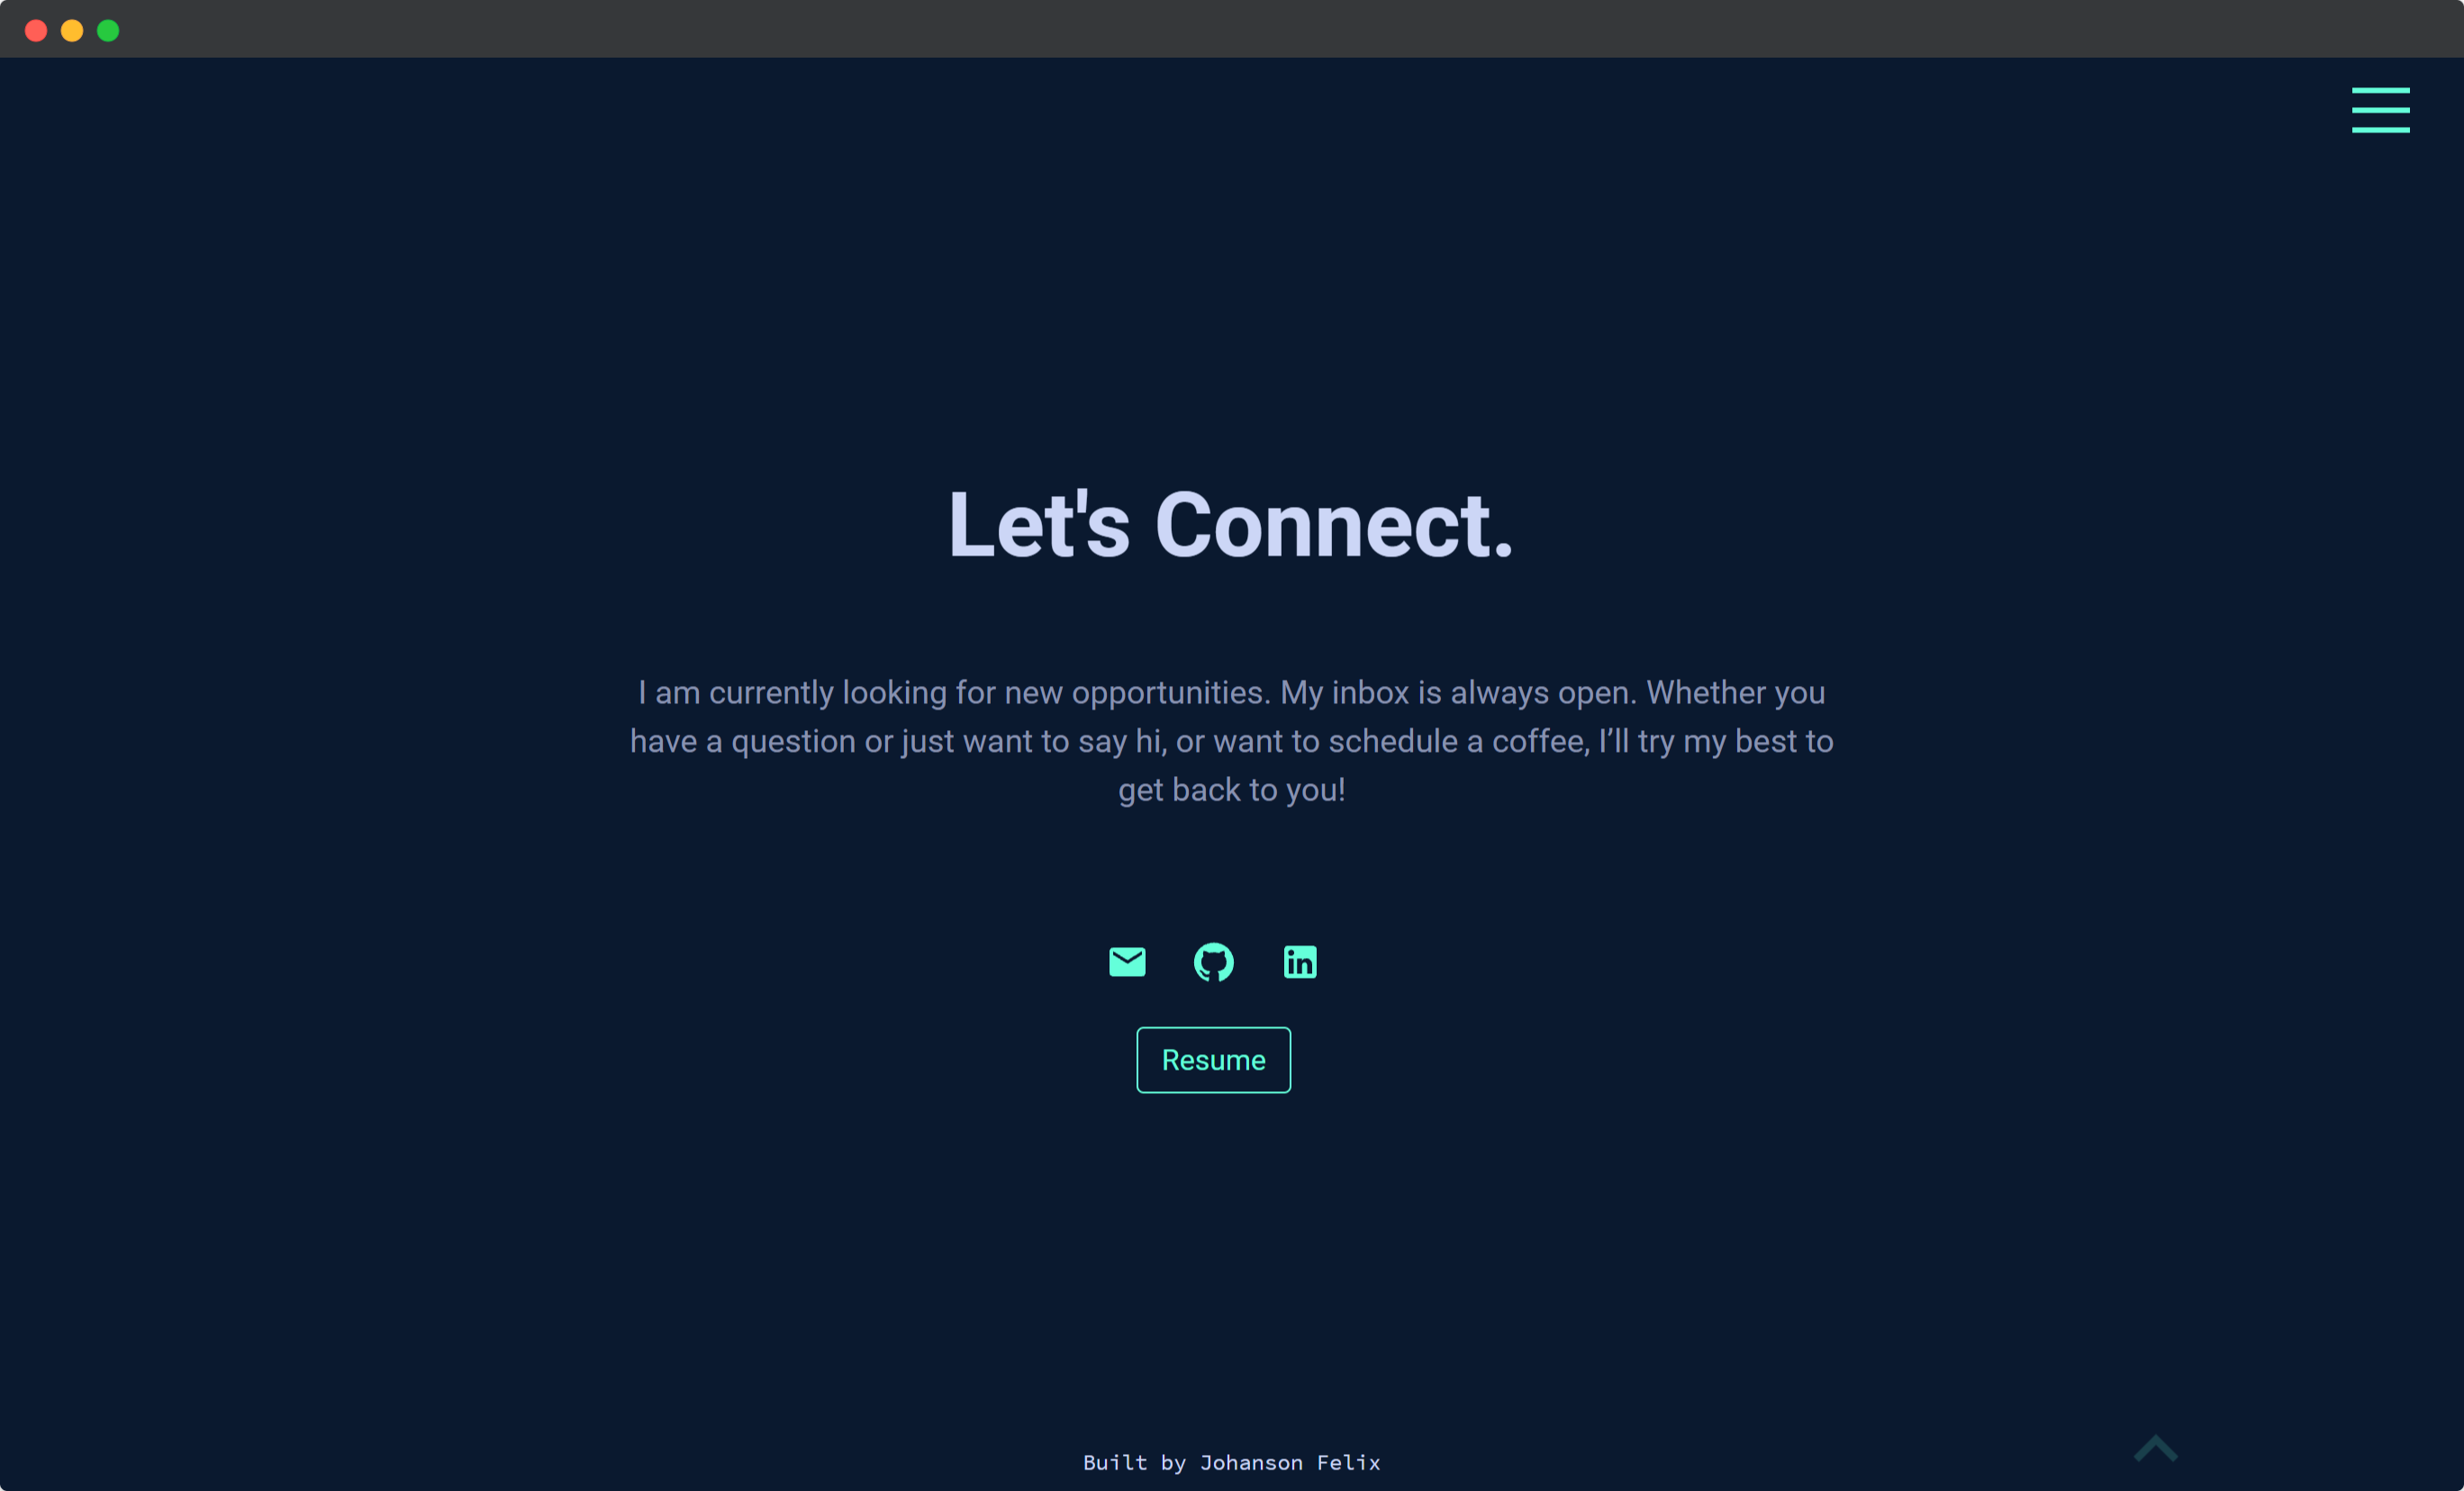 Let's Connect.
I am currently looking for new opportunities. My inbox is always open. Whether you
have a question or just want to say hi, or want to schedule a coffee, I’ll try my best to
get back to you!
Resume
Built by Johanson Felix